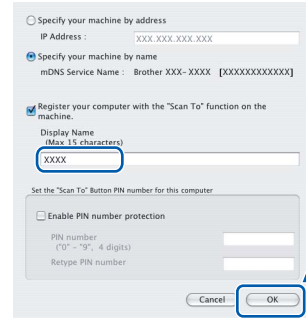 Specify your machine by address
IP Address : XXX.XXX.XXX.XXX
Specify your machine by name
mDNS Service Name : Brother XXX- XXXX [XXXXXXXXXXXX]
Register your computer with the "Scan To" function on the
machine.
Display Name
(Max 15 characters)
XXXX
Set the "Scan To" Button PIN number for this computer
Enable PIN number protection
PIN number
("0" - "9", 4 digits)
Retype PIN number
Cancel OK